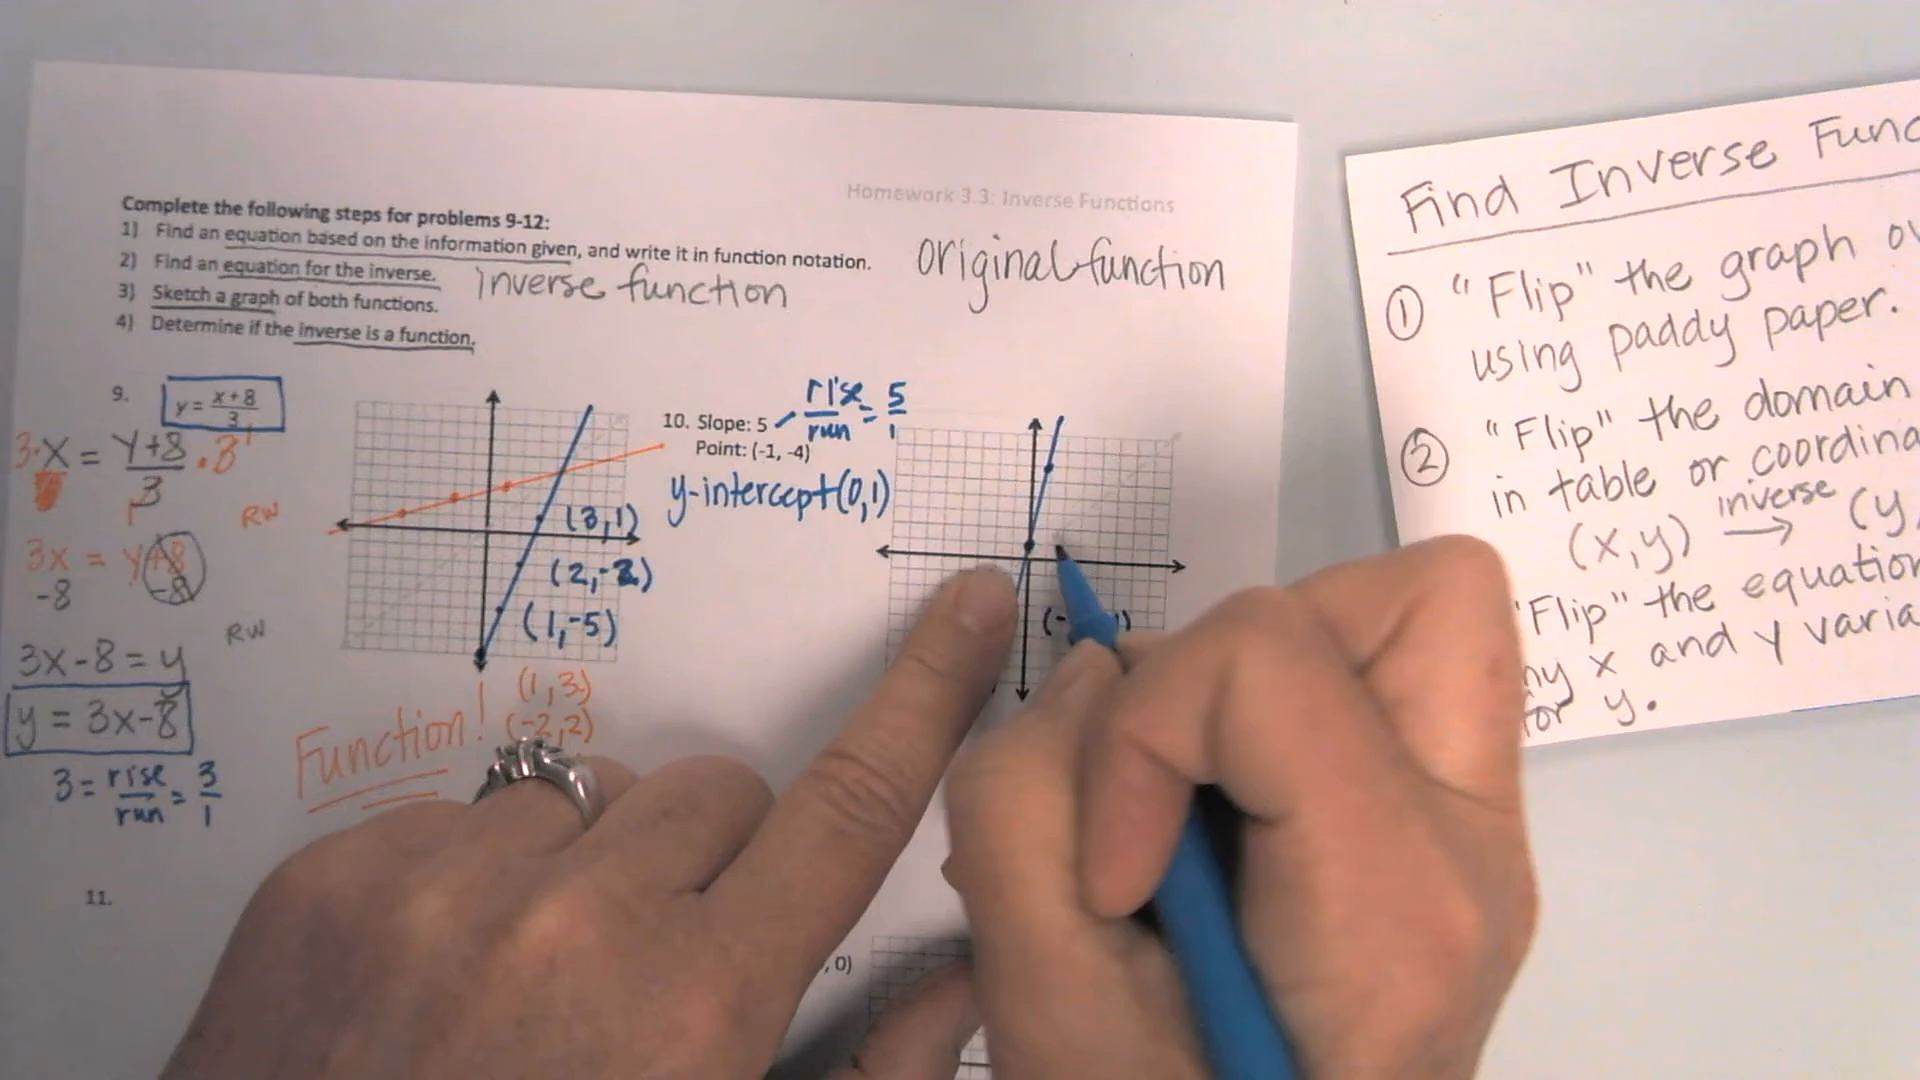 Homework 3.3: Inverse Functions
Complete the following steps for problems 9-12:
1) Find an equation based on the information given, and write it in function notation.
original function
2) Find an equation for the inverse.
inverse function
3) Sketch a graph of both functions.
4) Determine if the inverse is a function.
9. y = x+8/3
3·x = y+8/3 ·3
RW
3x = y+8
-8 -8
RW
3x-8=y
y = 3x-8
3 = rise/run = 3/1
(3,1)
(2,-2)
(1,-5)
(1,3)
(-2,2)
Function!
10. Slope: 5
rise/run = 5/1
Point: (-1, -4)
y-intercept (0,1)
11.
, 0)
Find Inverse
① "Flip" the graph
using paddy paper.
② "Flip" the domain
in table or
(x,y) inverse → (y,
"Flip" the equation
x and y
for y.